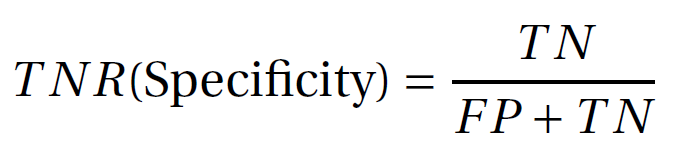 TNR(Specificity) = TN / FP + TN